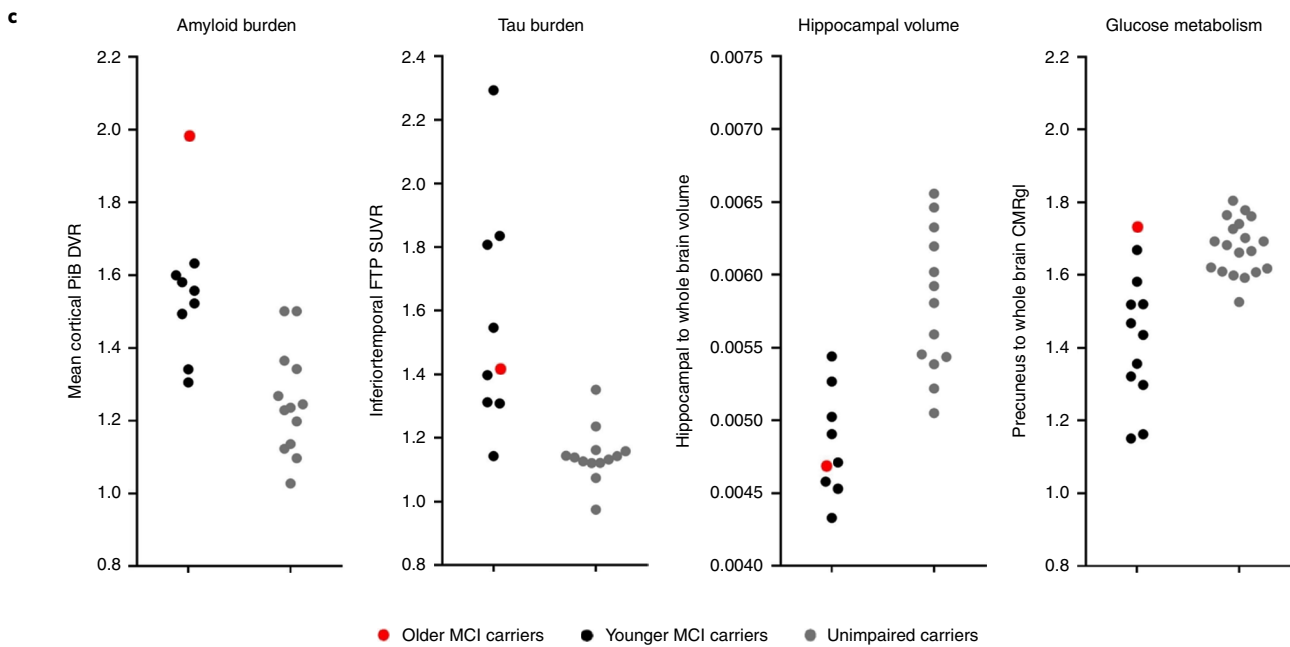 c
Amyloid burden
Mean cortical PiB DVR
2.2
2.0
1.8
1.6
1.4
1.2
1.0
0.8
Tau burden
Inferiortemporal FTP SUVR
2.4
2.2
2.0
1.8
1.6
1.4
1.2
1.0
0.8
Hippocampal volume
Hippocampal to whole brain volume
0.0075
0.0070
0.0065
0.0060
0.0055
0.0050
0.0045
0.0040
Glucose metabolism
Precuneus to whole brain CMRgl
2.2
2.0
1.8
1.6
1.4
1.2
1.0
0.8
Older MCI carriers
Younger MCI carriers
Unimpaired carriers